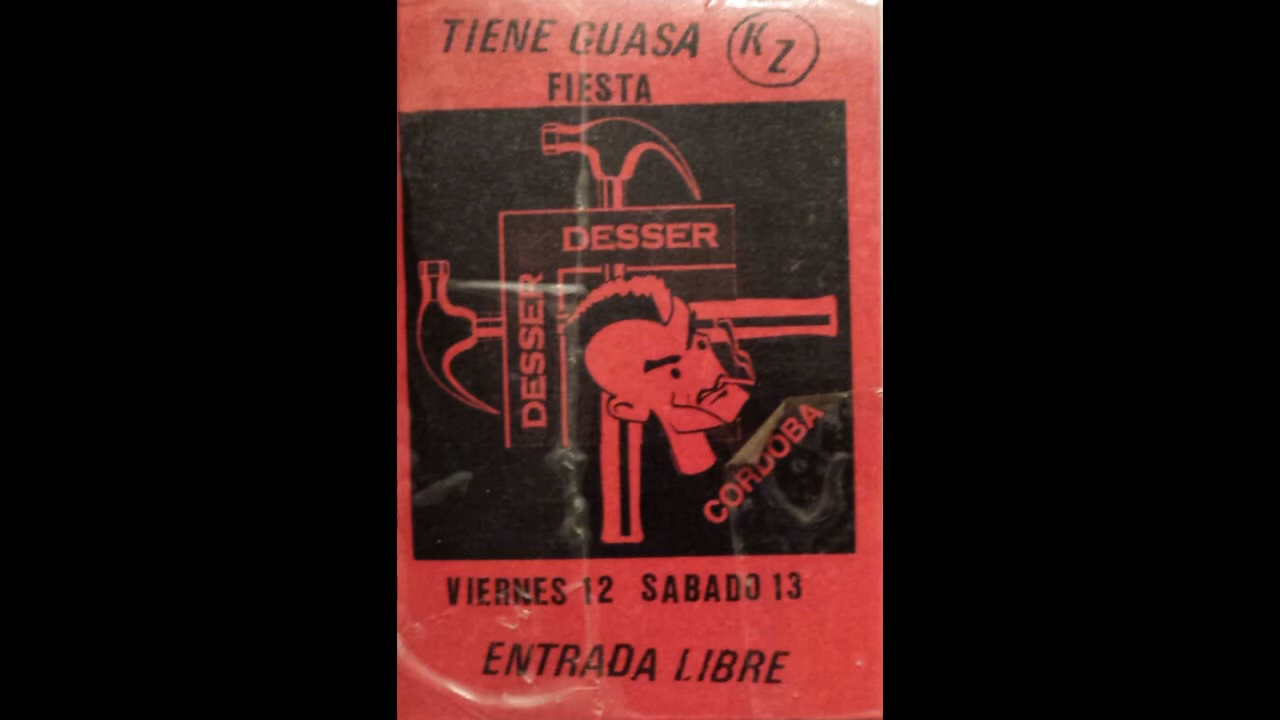 TIENE GUASA
KZ
FIESTA
DESSER
DESSER
CORDOBA
VIERNES 12 SABADO 13
ENTRADA LIBRE